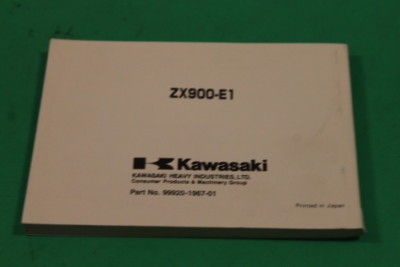 ZX900-E1
Kawasaki
KAWASAKI HEAVY INDUSTRIES, LTD.
Consumer Products & Machinery Group
Part No. 99920-1967-01
Printed in Japan